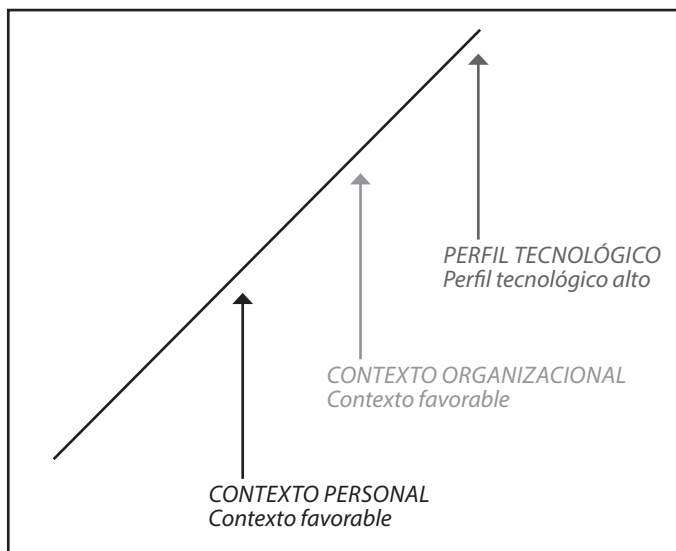 PERFIL TECNOLÓGICO
Perfil tecnológico alto
CONTEXTO ORGANIZACIONAL
Contexto favorable
CONTEXTO PERSONAL
Contexto favorable